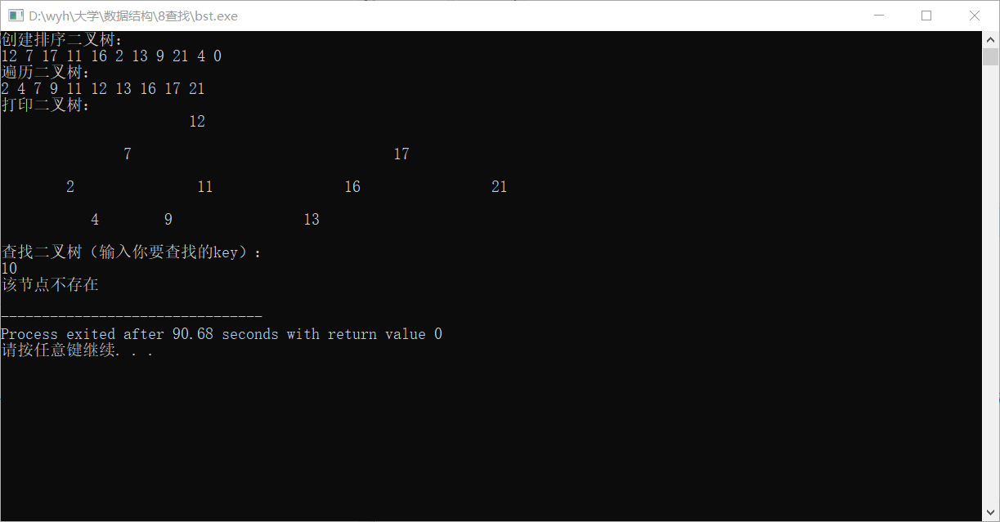 D:\wyh\大学\数据结构\8查找\bst.exe
创建排序二叉树：
12 7 17 11 16 2 13 9 21 4 0
遍历二叉树：
2 4 7 9 11 12 13 16 17 21
打印二叉树：
12
7 17
2 11 16 21
4 9 13
查找二叉树（输入你要查找的key）：
10
该节点不存在
--------------------------------
Process exited after 90.68 seconds with return value 0
请按任意键继续. . .